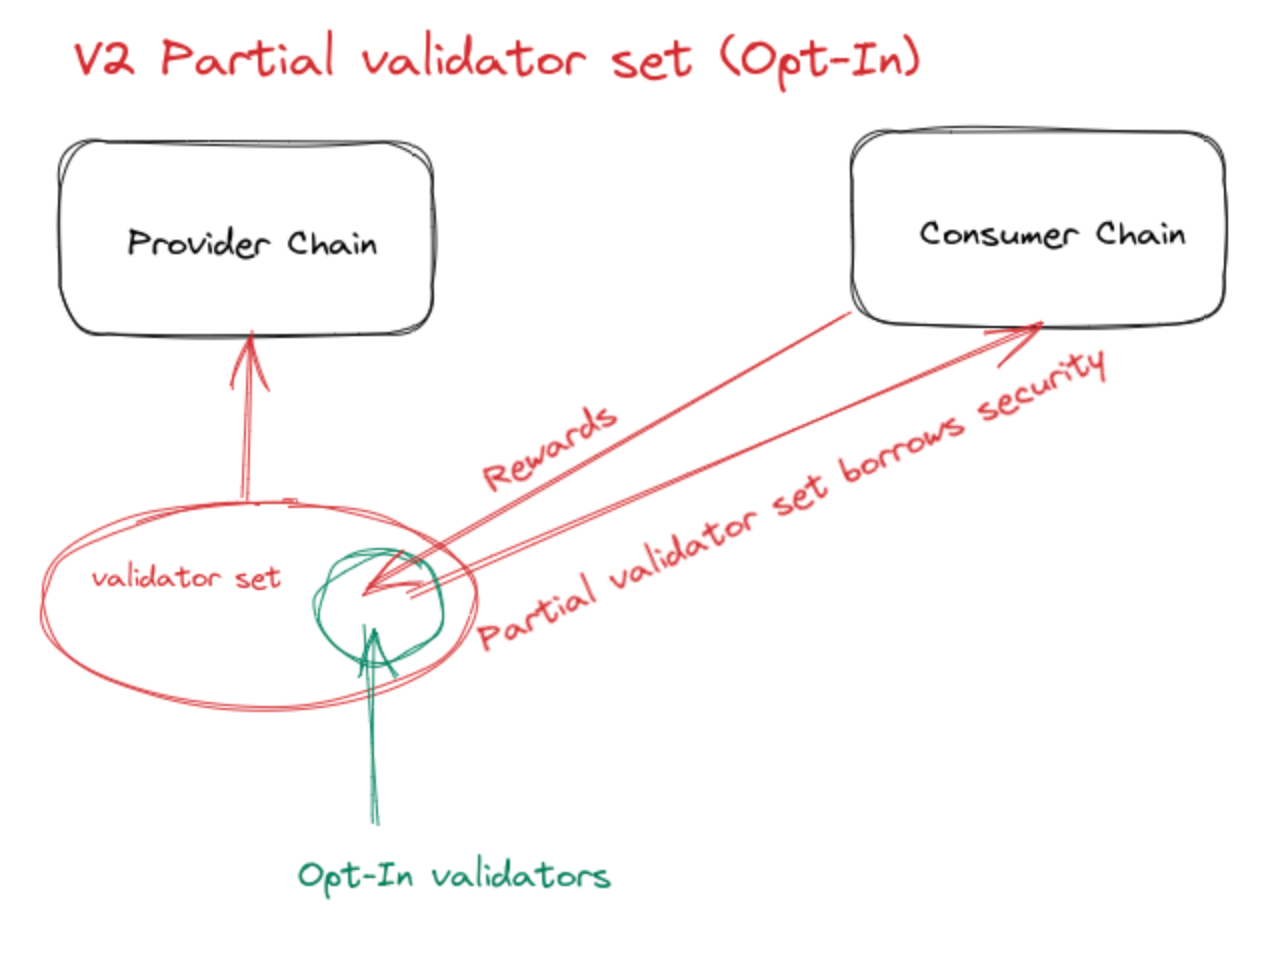 V2 Partial validator set (Opt-In)
Provider Chain
Consumer Chain
Rewards
Partial validator set borrows security
validator set
Opt-In validators